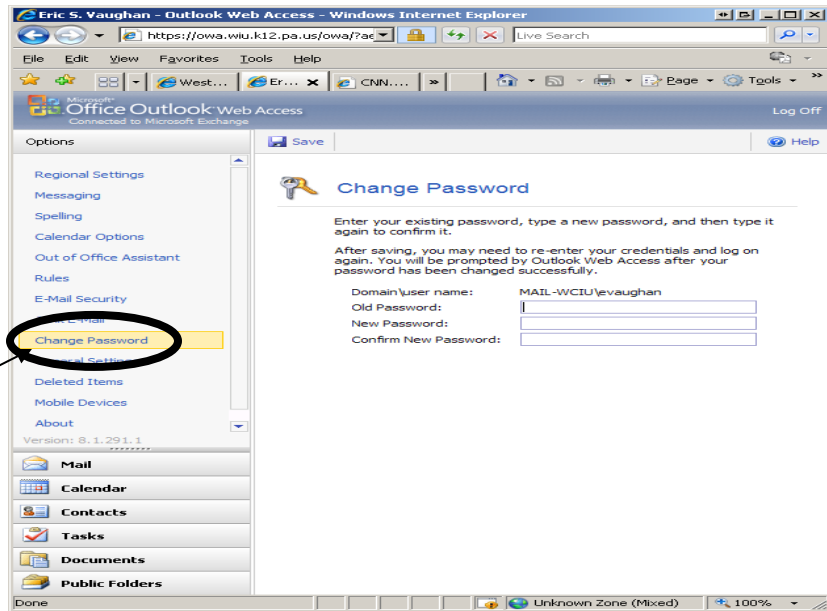 Eric S. Vaughan - Outlook Web Access - Windows Internet Explorer
https://owa.wiu.k12.pa.us/owa/?ae
Live Search
File Edit View Favorites Tools Help
West... Er... CNN.... » Page Tools »
Microsoft
Office Outlook Web Access
Connected to Microsoft Exchange
Log Off
Options
Save
Help
Regional Settings
Messaging
Spelling
Calendar Options
Out of Office Assistant
Rules
E-Mail Security
E-Mail
Change Password
General Settings
Deleted Items
Mobile Devices
About
Version: 8.1.291.1
Change Password
Enter your existing password, type a new password, and then type it
again to confirm it.
After saving, you may need to re-enter your credentials and log on
again. You will be prompted by Outlook Web Access after your
password has been changed successfully.
Domain\user name: MAIL-WCIU\evaughan
Old Password:
New Password:
Confirm New Password:
Mail
Calendar
Contacts
Tasks
Documents
Public Folders
Done
Unknown Zone (Mixed)
100%